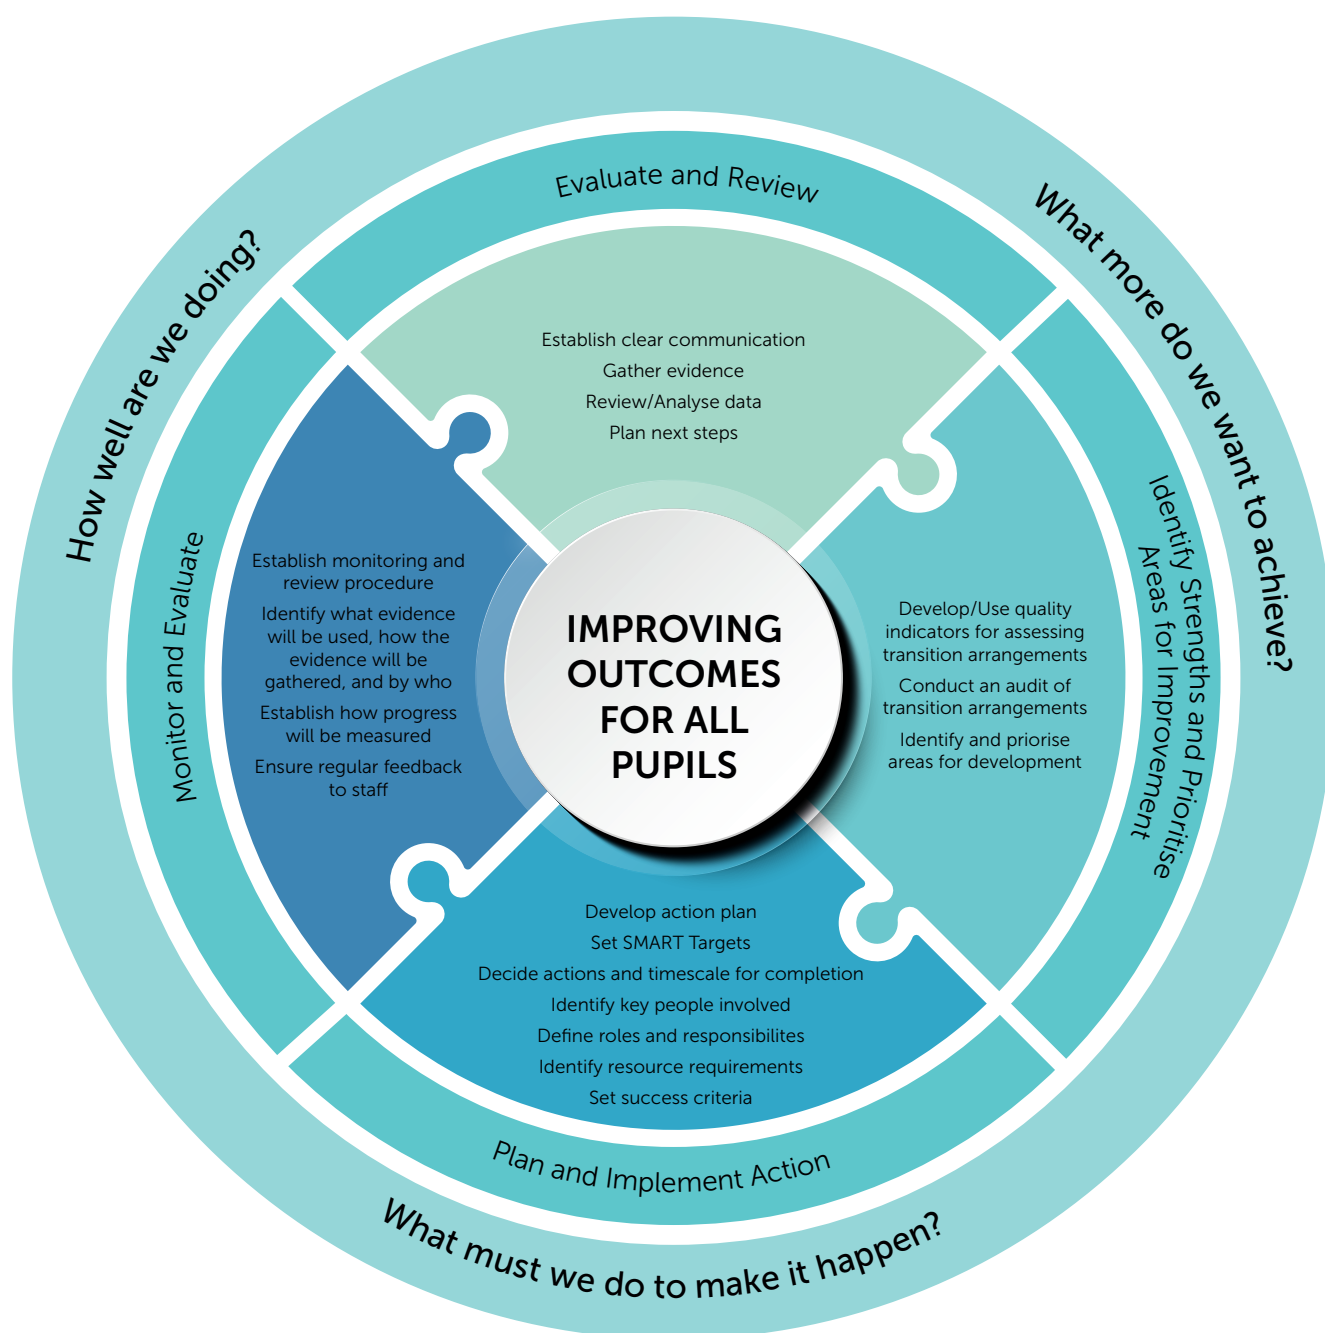 How well are we doing?
What more do we want to achieve?
What must we do to make it happen?
Evaluate and Review
Establish clear communication
Gather evidence
Review/Analyse data
Plan next steps
Identify Strengths and Prioritise
Areas for Improvement
Develop/Use quality
indicators for assessing
transition arrangements
Conduct an audit of
transition arrangements
Identify and priorise
areas for development
Plan and Implement Action
Develop action plan
Set SMART Targets
Decide actions and timescale for completion
Identify key people involved
Define roles and responsibilites
Identify resource requirements
Set success criteria
Monitor and Evaluate
Establish monitoring and
review procedure
Identify what evidence
will be used, how the
evidence will be
gathered, and by who
Establish how progress
will be measured
Ensure regular feedback
to staff
IMPROVING
OUTCOMES
FOR ALL
PUPILS